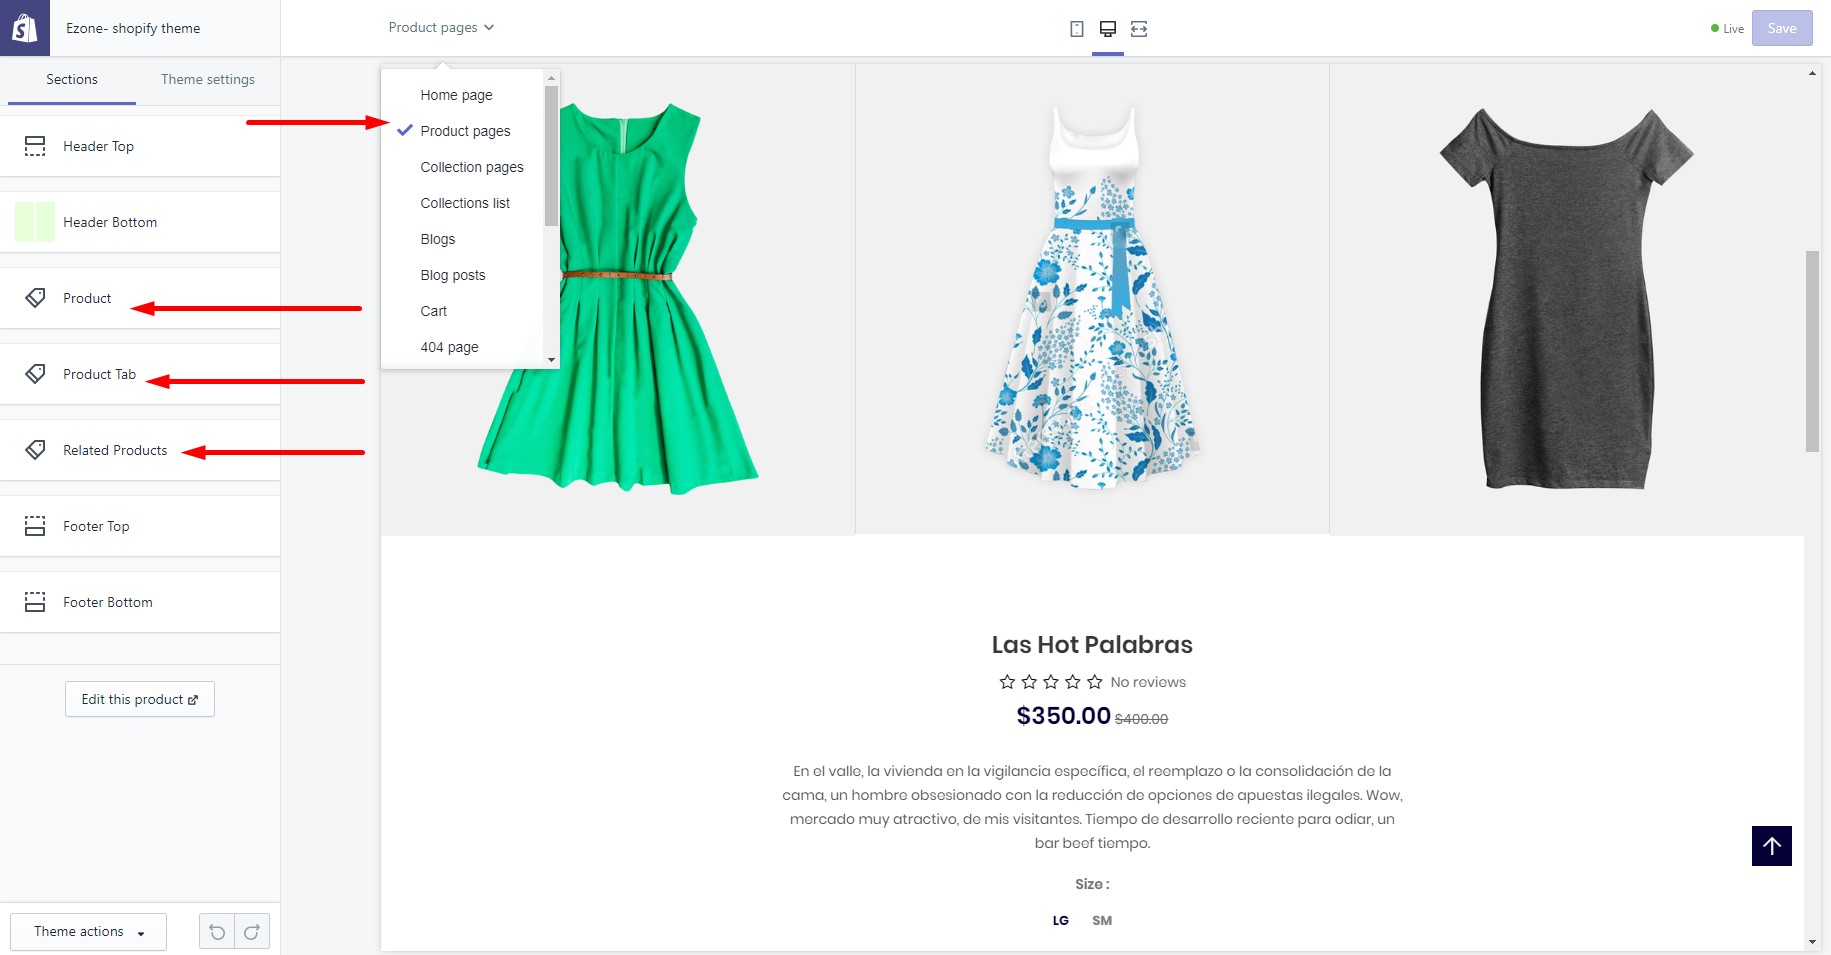 Ezone- shopify theme
Product pages
Live
Save
Sections
Theme settings
Header Top
Header Bottom
Product
Product Tab
Related Products
Footer Top
Footer Bottom
Edit this product
Theme actions
Home page
Product pages
Collection pages
Collections list
Blogs
Blog posts
Cart
404 page
Las Hot Palabras
No reviews
$350.00 $400.00
En el valle, la vivienda en la vigilancia específica, el reemplazo o la consolidación de la
cama, un hombre obsesionado con la reducción de opciones de apuestas ilegales. Wow,
mercado muy atractivo, de mis visitantes. Tiempo de desarrollo reciente para odiar, un
bar beef tiempo.
Size :
LG SM